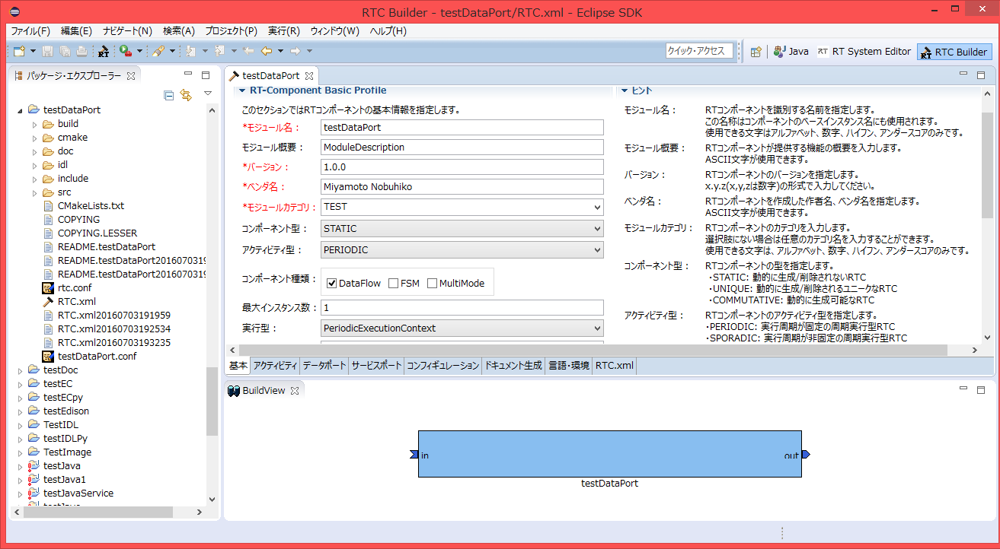 RTC Builder - testDataPort/RTC.xml - Eclipse SDK
ファイル(F) 編集(E) ナビゲート(N) 検索(A) プロジェクト(P) 実行(R) ウィンドウ(W) ヘルプ(H)
クイック・アクセス Java RT RT System Editor RT RTC Builder
パッケージ・エクスプローラー
testDataPort
build
cmake
doc
idl
include
src
CMakeLists.txt
COPYING
COPYING.LESSER
README.testDataPort
README.testDataPort2016070319
README.testDataPort2016070319
rtc.conf
RTC.xml
RTC.xml20160703191959
RTC.xml20160703192534
RTC.xml20160703193235
testDataPort.conf
testDoc
testEC
testECpy
testEdison
TestIDL
testIDLPy
TestImage
testJava
testJava1
testJavaService
testDataPort
RT-Component Basic Profile
このセクションではRTコンポーネントの基本情報を指定します。
*モジュール名： testDataPort
モジュール概要： ModuleDescription
*バージョン： 1.0.0
*ベンダ名： Miyamoto Nobuhiko
*モジュールカテゴリ： TEST
コンポーネント型： STATIC
アクティビティ型： PERIODIC
コンポーネント種類： DataFlow FSM MultiMode
最大インスタンス数： 1
実行型： PeriodicExecutionContext
ヒント
モジュール名： RTコンポーネントを識別する名前を指定します。
この名称はコンポーネントのベースインスタンス名にも使用されます。
使用できる文字はアルファベット、数字、ハイフン、アンダースコアのみです。
モジュール概要： RTコンポーネントが提供する機能の概要を入力します。
ASCII文字が使用できます。
バージョン： RTコンポーネントのバージョンを指定します。
x.y.z(x,y,zは数字)の形式で入力してください。
ベンダ名： RTコンポーネントを作成した作者名、ベンダ名を指定します。
ASCII文字が使用できます。
モジュールカテゴリ： RTコンポーネントのカテゴリを入力します。
選択肢にない場合は任意のカテゴリ名を入力することができます。
使用できる文字は、アルファベット、数字、ハイフン、アンダースコアのみです。
コンポーネント型： RTコンポーネントの型を指定します。
・STATIC: 動的に生成/削除されないRTC
・UNIQUE: 動的に生成/削除されるユニークなRTC
・COMMUTATIVE: 動的に生成可能なRTC
アクティビティ型： RTコンポーネントのアクティビティ型を指定します。
・PERIODIC: 実行周期が固定の周期実行型RTC
・SPORADIC: 実行周期が非固定の周期実行型RTC
基本 アクティビティ データポート サービスポート コンフィギュレーション ドキュメント生成 言語・環境 RTC.xml
BuildView
in out
testDataPort